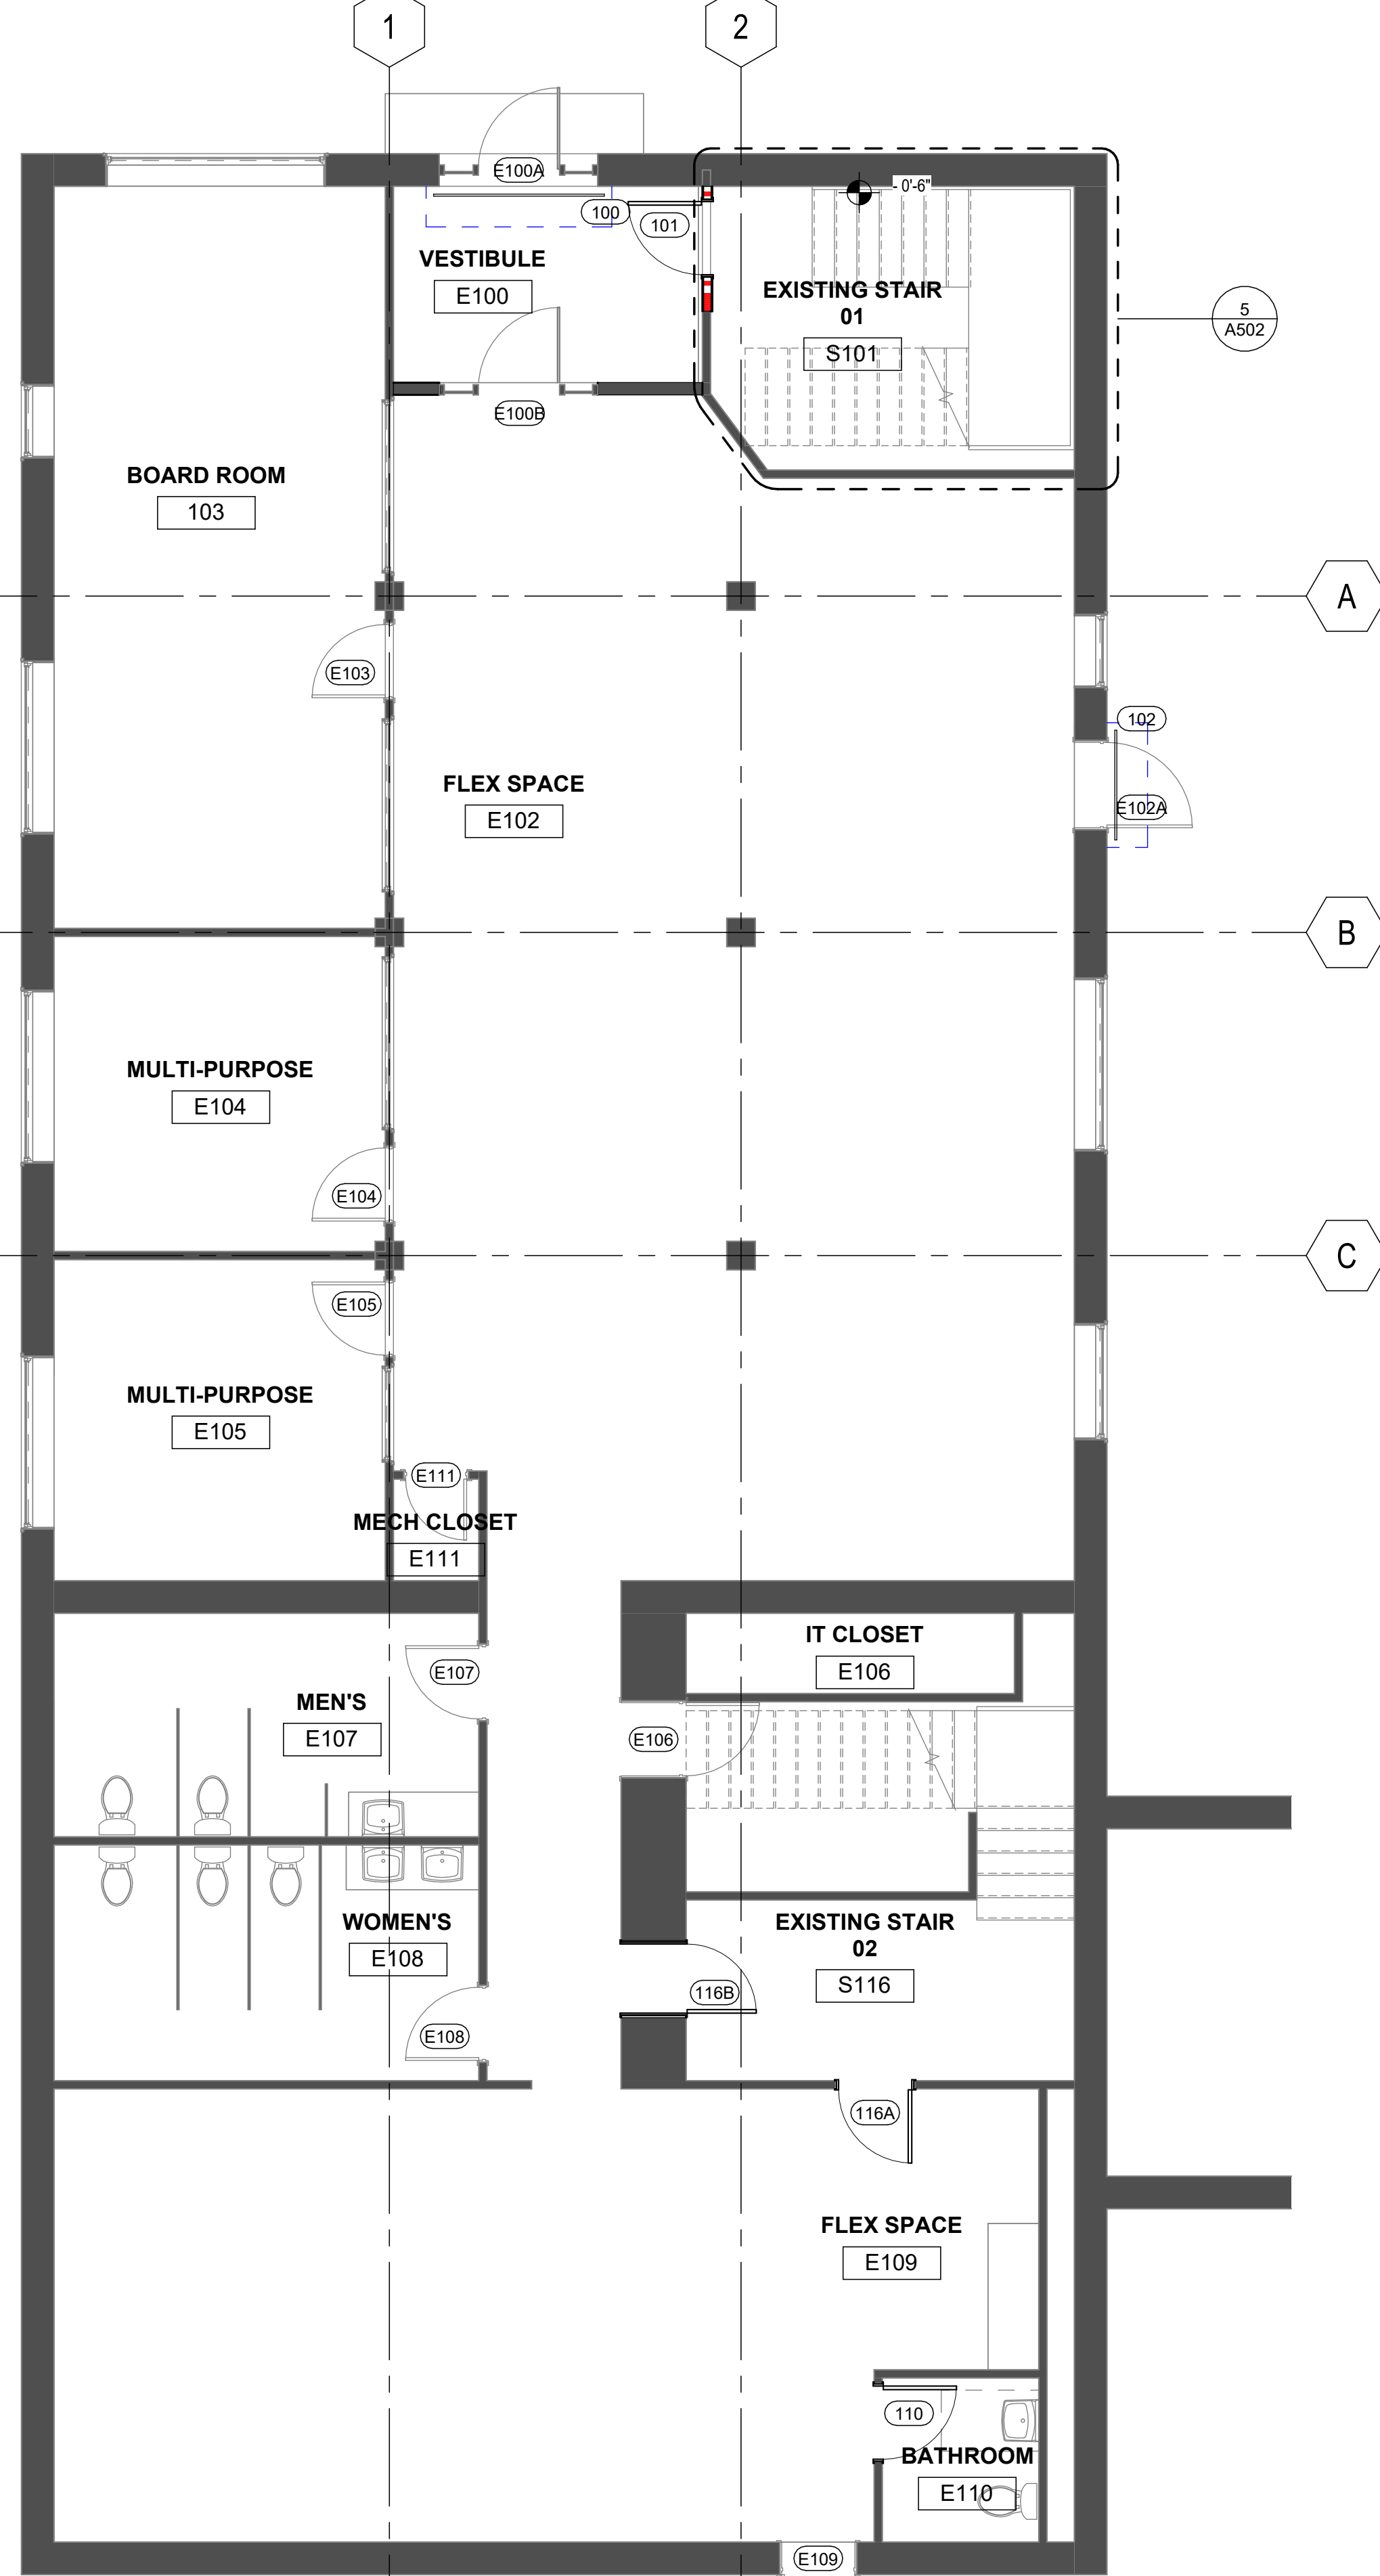 1
2
E100A
- 0'-6"
100
101
VESTIBULE
E100
EXISTING STAIR
01
S101
5
A502
E100B
BOARD ROOM
103
A
E103
102
FLEX SPACE
E102
E102A
B
MULTI-PURPOSE
E104
E104
C
E105
MULTI-PURPOSE
E105
E111
MECH CLOSET
E111
IT CLOSET
E106
E107
MEN'S
E107
E106
WOMEN'S
E108
EXISTING STAIR
02
S116
116B
E108
116A
FLEX SPACE
E109
110
BATHROOM
E110
E109